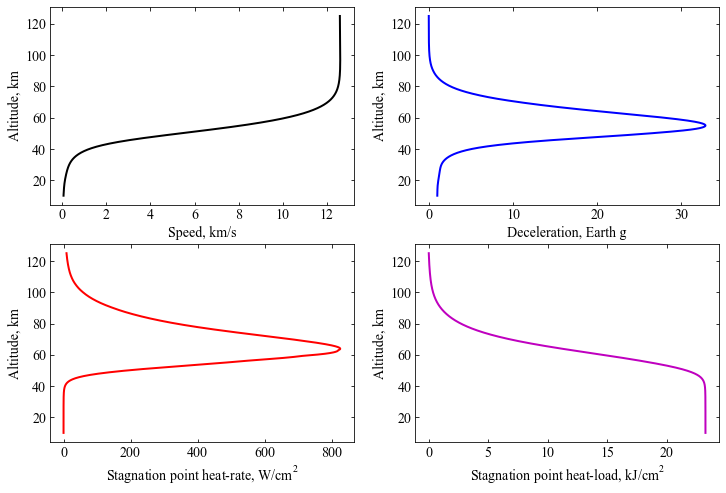 120
100
80
60
40
20
Altitude, km
0 2 4 6 8 10 12
Speed, km/s
120
100
80
60
40
20
Altitude, km
0 10 20 30
Deceleration, Earth g
120
100
80
60
40
20
Altitude, km
0 200 400 600 800
Stagnation point heat-rate, W/cm²
120
100
80
60
40
20
Altitude, km
0 5 10 15 20
Stagnation point heat-load, kJ/cm²